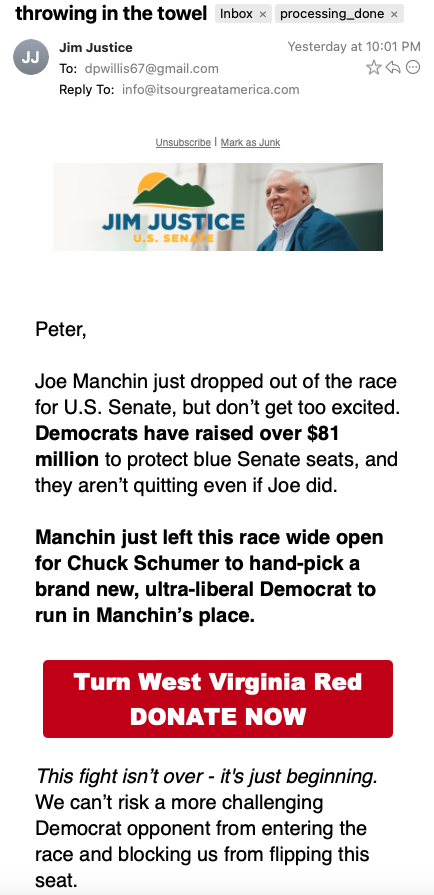 throwing in the towel Inbox × processing_done ×
JJ
Jim Justice Yesterday at 10:01 PM
To: dpwillis67@gmail.com
Reply To: info@itsourgreatamerica.com
Unsubscribe | Mark as Junk
JIM JUSTICE
U.S. SENATE
Peter,
Joe Manchin just dropped out of the race
for U.S. Senate, but don’t get too excited.
Democrats have raised over $81
million to protect blue Senate seats, and
they aren’t quitting even if Joe did.
Manchin just left this race wide open
for Chuck Schumer to hand-pick a
brand new, ultra-liberal Democrat to
run in Manchin’s place.
Turn West Virginia Red
DONATE NOW
This fight isn’t over - it's just beginning.
We can’t risk a more challenging
Democrat opponent from entering the
race and blocking us from flipping this
seat.